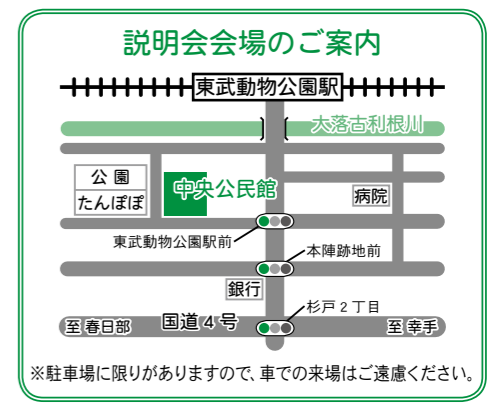 説明会会場のご案内
東武動物公園駅
大落古利根川
公園
たんぽぽ
中央公民館
病院
東武動物公園駅前
本陣跡地前
銀行
杉戸2丁目
至 春日部
国道4号
至 幸手
※駐車場に限りがありますので、車での来場はご遠慮ください。